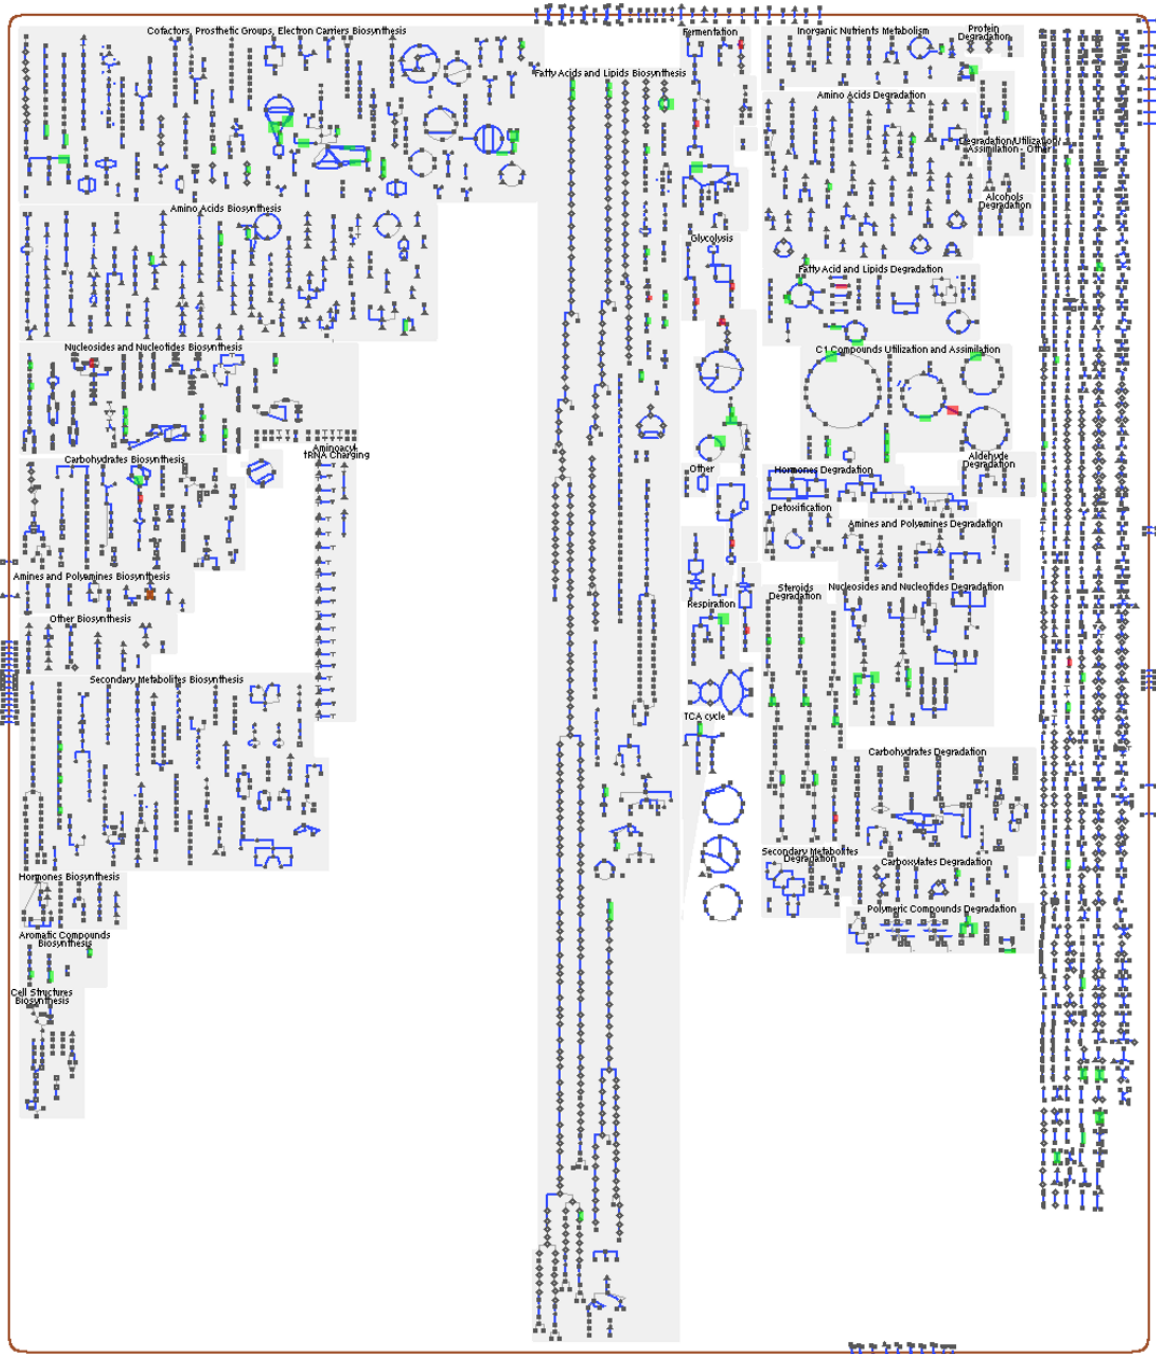 Cofactors, Prosthetic Groups, Electron Carriers Biosynthesis
Fermentation
Inorganic Nutrients Metabolism
Protein
Degradation
Fatty Acids and Lipids Biosynthesis
Amino Acids Degradation
Degradation/Utilization/
Assimilation - Other
Alcohols
Degradation
Amino Acids Biosynthesis
Glycolysis
Fatty Acid and Lipids Degradation
Nucleosides and Nucleotides Biosynthesis
C1 Compounds Utilization and Assimilation
Aminoacyl-
tRNA Charging
Carbohydrates Biosynthesis
Other
Hormones Degradation
Aldehyde
Degradation
Detoxification
Amines and Polyamines Degradation
Amines and Polyamines Biosynthesis
Steroids
Degradation
Nucleosides and Nucleotides Degradation
Respiration
Other Biosynthesis
Secondary Metabolites Biosynthesis
TCA cycle
Carbohydrates Degradation
Secondary Metabolites
Degradation
Carboxylates Degradation
Hormones Biosynthesis
Polymeric Compounds Degradation
Aromatic Compounds
Biosynthesis
Cell Structures
Biosynthesis